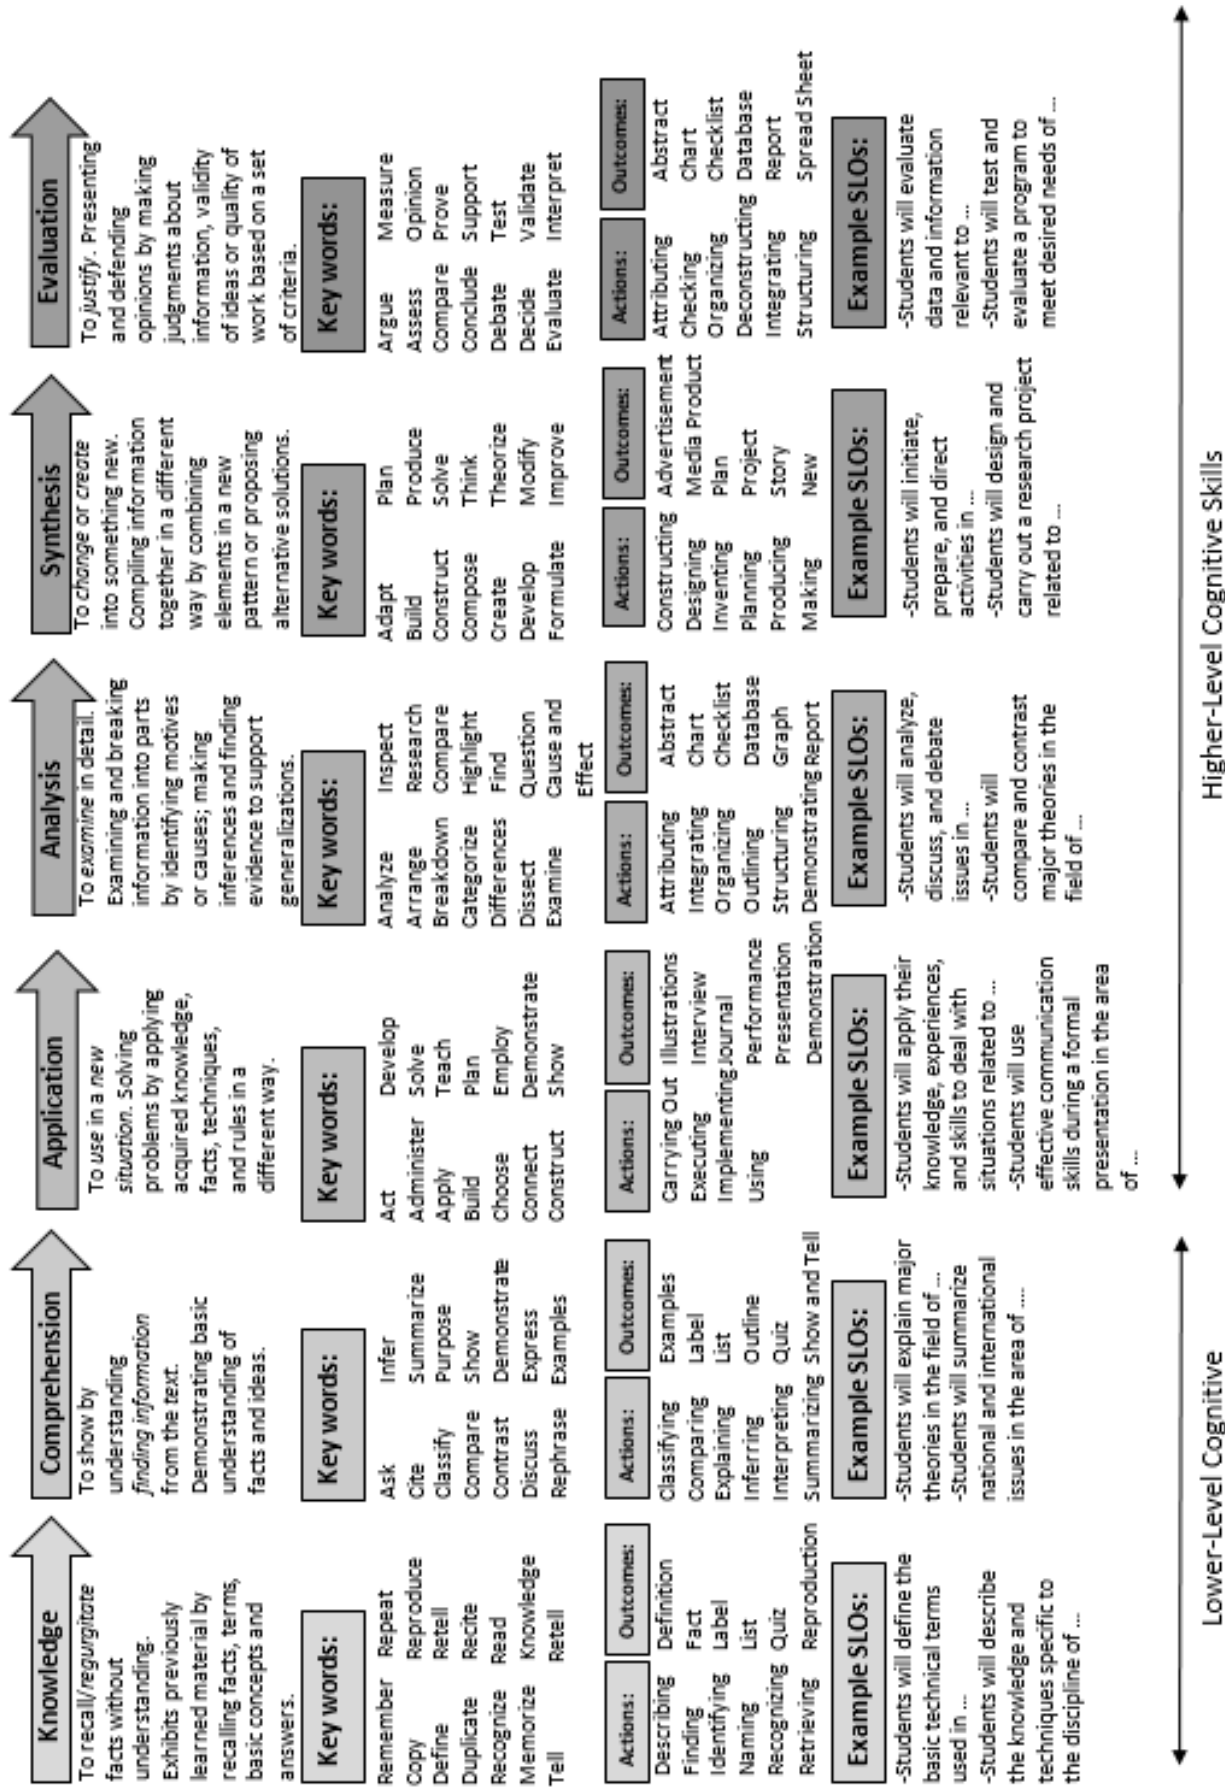 Knowledge
To recall/regurgitate
facts without
understanding.
Exhibits previously
learned material by
recalling facts, terms,
basic concepts and
answers.
Key words:
Remember Repeat
Copy Reproduce
Define Retell
Duplicate Recite
Recognize Read
Memorize Knowledge
Tell Retell
Actions: Outcomes:
Describing Definition
Finding Fact
Identifying Label
Naming List
Recognizing Quiz
Retrieving Reproduction
Example SLOs:
-Students will define the
basic technical terms
used in ...
-Students will describe
the knowledge and
techniques specific to
the discipline of ...
Comprehension
To show by
understanding
finding information
from the text.
Demonstrating basic
understanding of
facts and ideas.
Key words:
Ask Infer
Cite Summarize
Classify Purpose
Compare Show
Contrast Demonstrate
Discuss Express
Rephrase Examples
Actions: Outcomes:
Classifying Examples
Comparing Label
Explaining List
Inferring Outline
Interpreting Quiz
Summarizing Show and Tell
Example SLOs:
-Students will explain major
theories in the field of ...
-Students will summarize
national and international
issues in the area of ....
Application
To use in a new
situation. Solving
problems by applying
acquired knowledge,
facts, techniques,
and rules in a
different way.
Key words:
Act Develop
Administer Solve
Apply Teach
Build Plan
Choose Employ
Connect Demonstrate
Construct Show
Actions: Outcomes:
Carrying Out Illustrations
Executing Interview
Implementing Journal
Using Performance
Presentation
Demonstration
Example SLOs:
-Students will apply their
knowledge, experiences,
and skills to deal with
situations related to ...
-Students will use
effective communication
skills during a formal
presentation in the area
of ...
Analysis
To examine in detail.
Examining and breaking
information into parts
by identifying motives
or causes; making
inferences and finding
evidence to support
generalizations.
Key words:
Analyze Inspect
Arrange Research
Breakdown Compare
Categorize Highlight
Differences Find
Dissect Question
Examine Cause and
Effect
Actions: Outcomes:
Attributing Abstract
Integrating Chart
Organizing Checklist
Outlining Database
Structuring Graph
Demonstrating Report
Example SLOs:
-Students will analyze,
discuss, and debate
issues in ...
-Students will
compare and contrast
major theories in the
field of ...
Synthesis
To change or create
into something new.
Compiling information
together in a different
way by combining
elements in a new
pattern or proposing
alternative solutions.
Key words:
Adapt Plan
Build Produce
Construct Solve
Compose Think
Create Theorize
Develop Modify
Formulate Improve
Actions: Outcomes:
Constructing Advertisement
Designing Media Product
Inventing Plan
Planning Project
Producing Story
Making New
Example SLOs:
-Students will initiate,
prepare, and direct
activities in ...
-Students will design and
carry out a research project
related to ...
Evaluation
To justify. Presenting
and defending
opinions by making
judgments about
information, validity
of ideas or quality of
work based on a set
of criteria.
Key words:
Argue Measure
Assess Opinion
Compare Prove
Conclude Support
Debate Test
Decide Validate
Evaluate Interpret
Actions: Outcomes:
Attributing Abstract
Checking Chart
Organizing Checklist
Deconstructing Database
Integrating Report
Structuring Spread Sheet
Example SLOs:
-Students will evaluate
data and information
relevant to ...
-Students will test and
evaluate a program to
meet desired needs of ...
Lower-Level Cognitive
Higher-Level Cognitive Skills